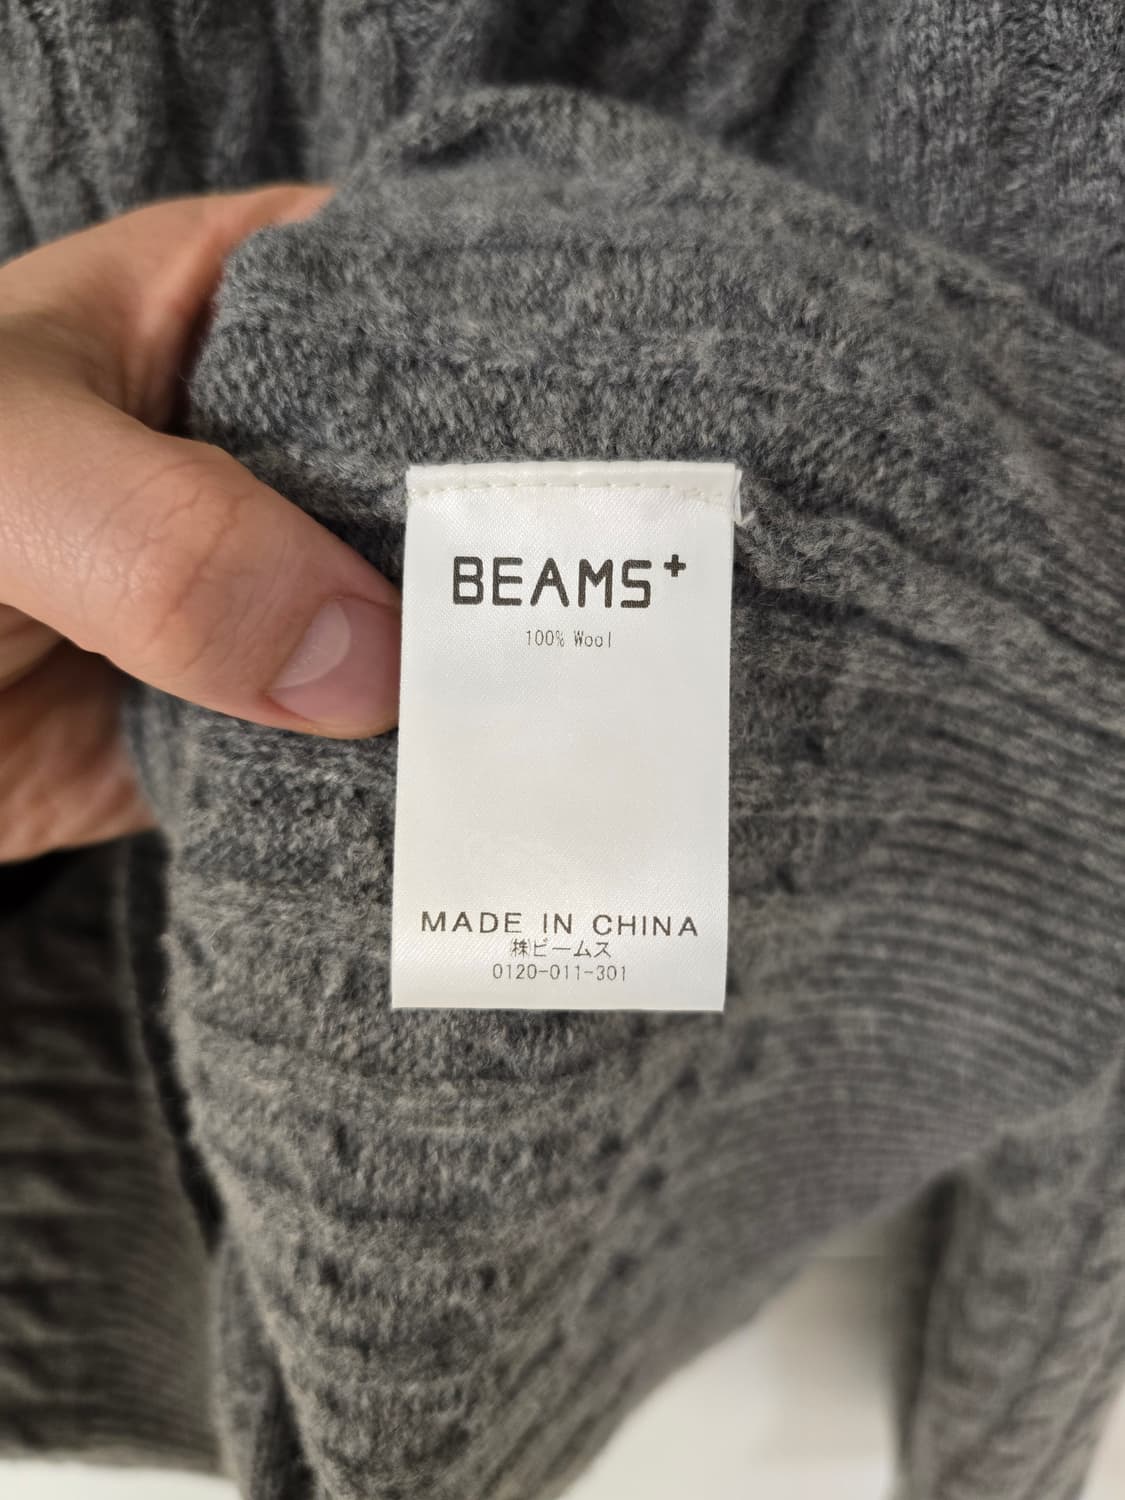 BEAMS+
100% Wool
MADE IN CHINA
㈱ビームス
0120-011-301